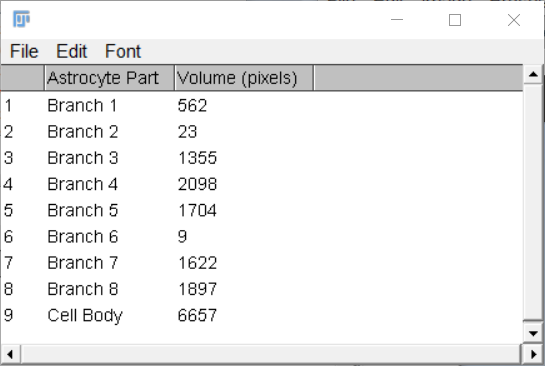 File Edit Font
Astrocyte Part Volume (pixels)
1 Branch 1 562
2 Branch 2 23
3 Branch 3 1355
4 Branch 4 2098
5 Branch 5 1704
6 Branch 6 9
7 Branch 7 1622
8 Branch 8 1897
9 Cell Body 6657